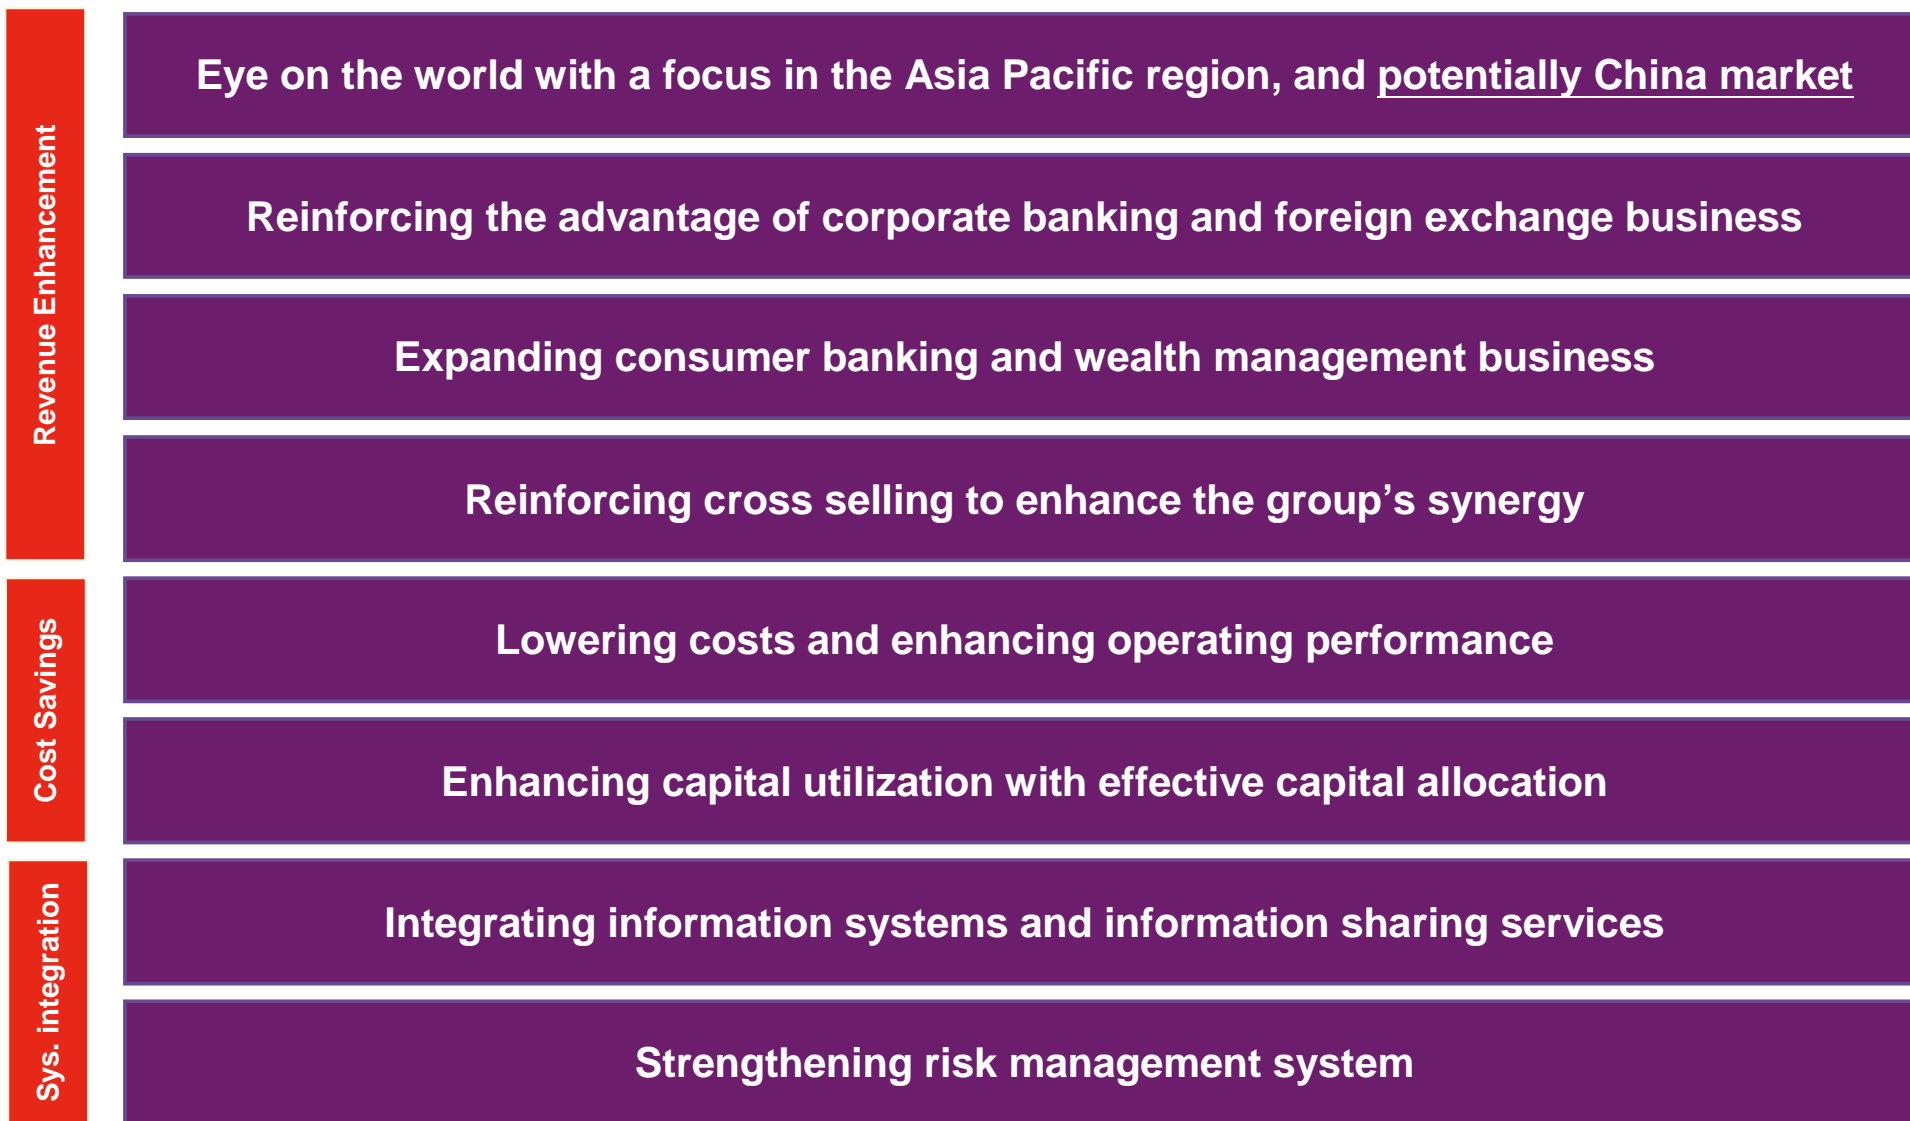 Revenue Enhancement
Eye on the world with a focus in the Asia Pacific region, and potentially China market
Reinforcing the advantage of corporate banking and foreign exchange business
Expanding consumer banking and wealth management business
Reinforcing cross selling to enhance the group’s synergy
Cost Savings
Lowering costs and enhancing operating performance
Enhancing capital utilization with effective capital allocation
Sys. integration
Integrating information systems and information sharing services
Strengthening risk management system